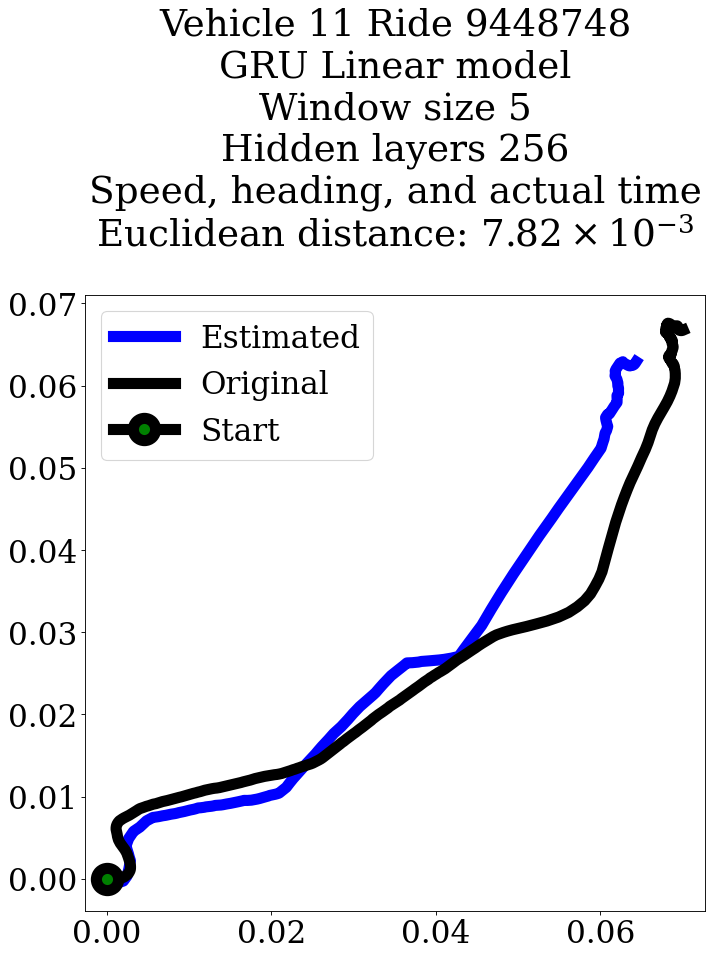 Vehicle 11 Ride 9448748
GRU Linear model
Window size 5
Hidden layers 256
Speed, heading, and actual time
Euclidean distance: 7.82 × 10⁻³
0.07
Estimated
0.06
Original
Start
0.05
0.04
0.03
0.02
0.01
0.00
0.00 0.02 0.04 0.06